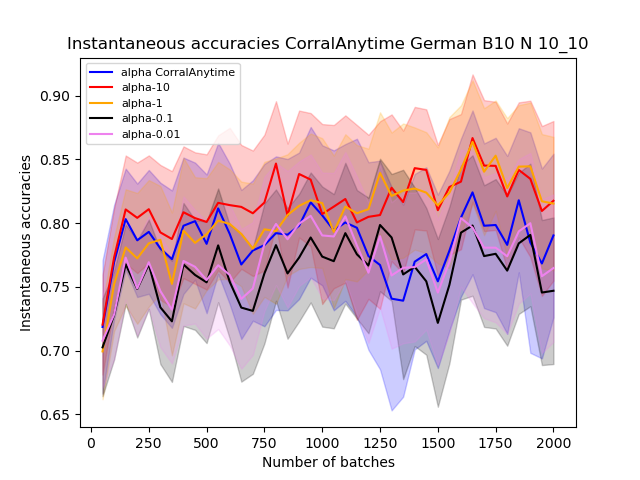 Instantaneous accuracies CorralAnytime German B10 N 10_10
alpha CorralAnytime
alpha-10
alpha-1
alpha-0.1
alpha-0.01
0.90
0.85
0.80
0.75
0.70
0.65
Instantaneous accuracies
0 250 500 750 1000 1250 1500 1750 2000
Number of batches